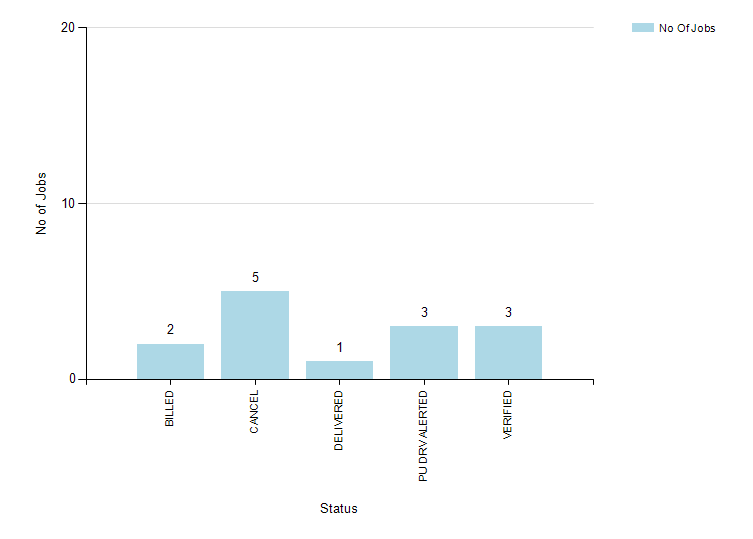 20
No Of Jobs
No of Jobs
10
5
3
3
2
1
0
BILLED
CANCEL
DELIVERED
PU DRV ALERTED
VERIFIED
Status